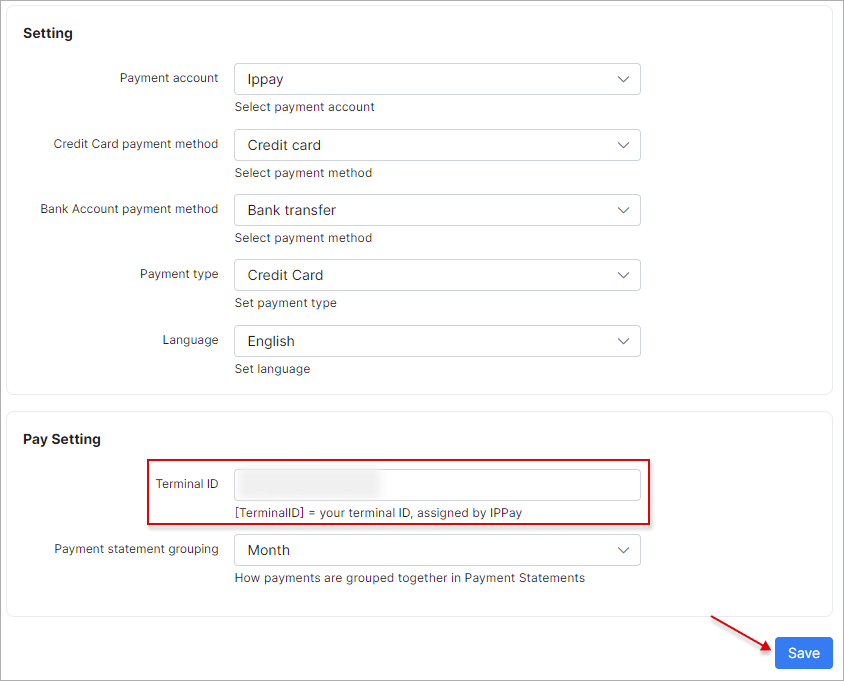 Setting
Payment account
Ippay
Select payment account
Credit Card payment method
Credit card
Select payment method
Bank Account payment method
Bank transfer
Select payment method
Payment type
Credit Card
Set payment type
Language
English
Set language
Pay Setting
Terminal ID
[TerminalID] = your terminal ID, assigned by IPPay
Payment statement grouping
Month
How payments are grouped together in Payment Statements
Save